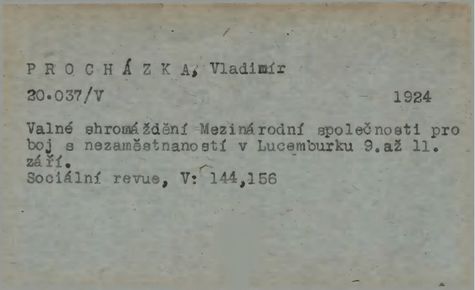 P R O C H Á Z K A, Vladimír
20.037/V 1924
Valné shromáždění Mezinárodní společnosti pro
boj s nezaměstnaností v Lucemburku 9.až 11.
září.
Sociální revue, V: 144,156